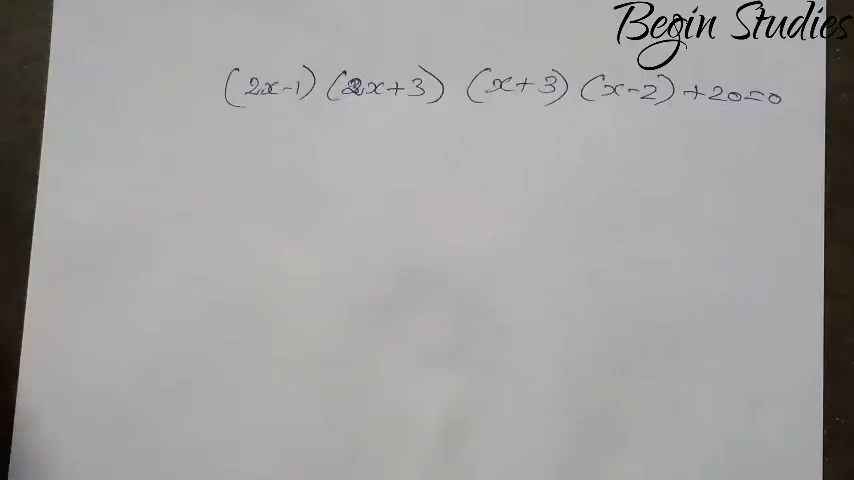 Begin Studies
(2x-1) (2x+3) (x+3) (x-2) +20=0